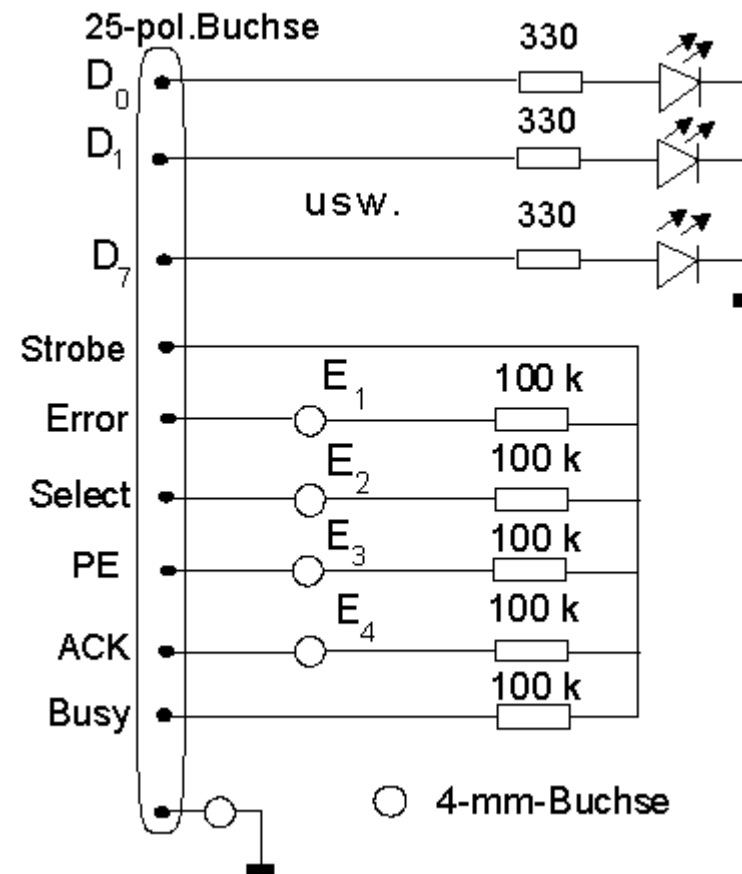 25-pol.Buchse
330
D0
330
D1
usw.
330
D7
Strobe
E1
100 k
Error
E2
100 k
Select
E3
100 k
PE
E4
100 k
ACK
100 k
Busy
4-mm-Buchse